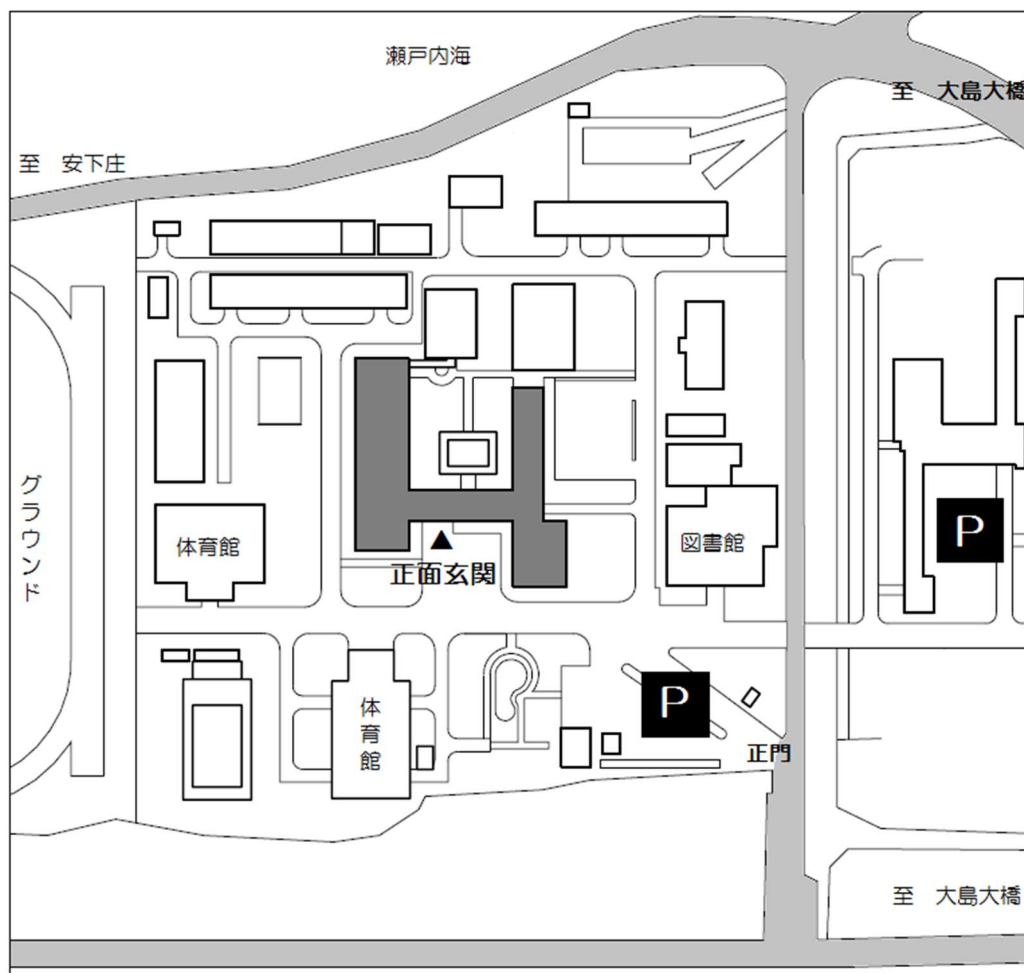 瀬戸内海
至 大島大橋
至 安下庄
グラウンド
体育館
正面玄関
図書館
P
体育館
P
正門
至 大島大橋